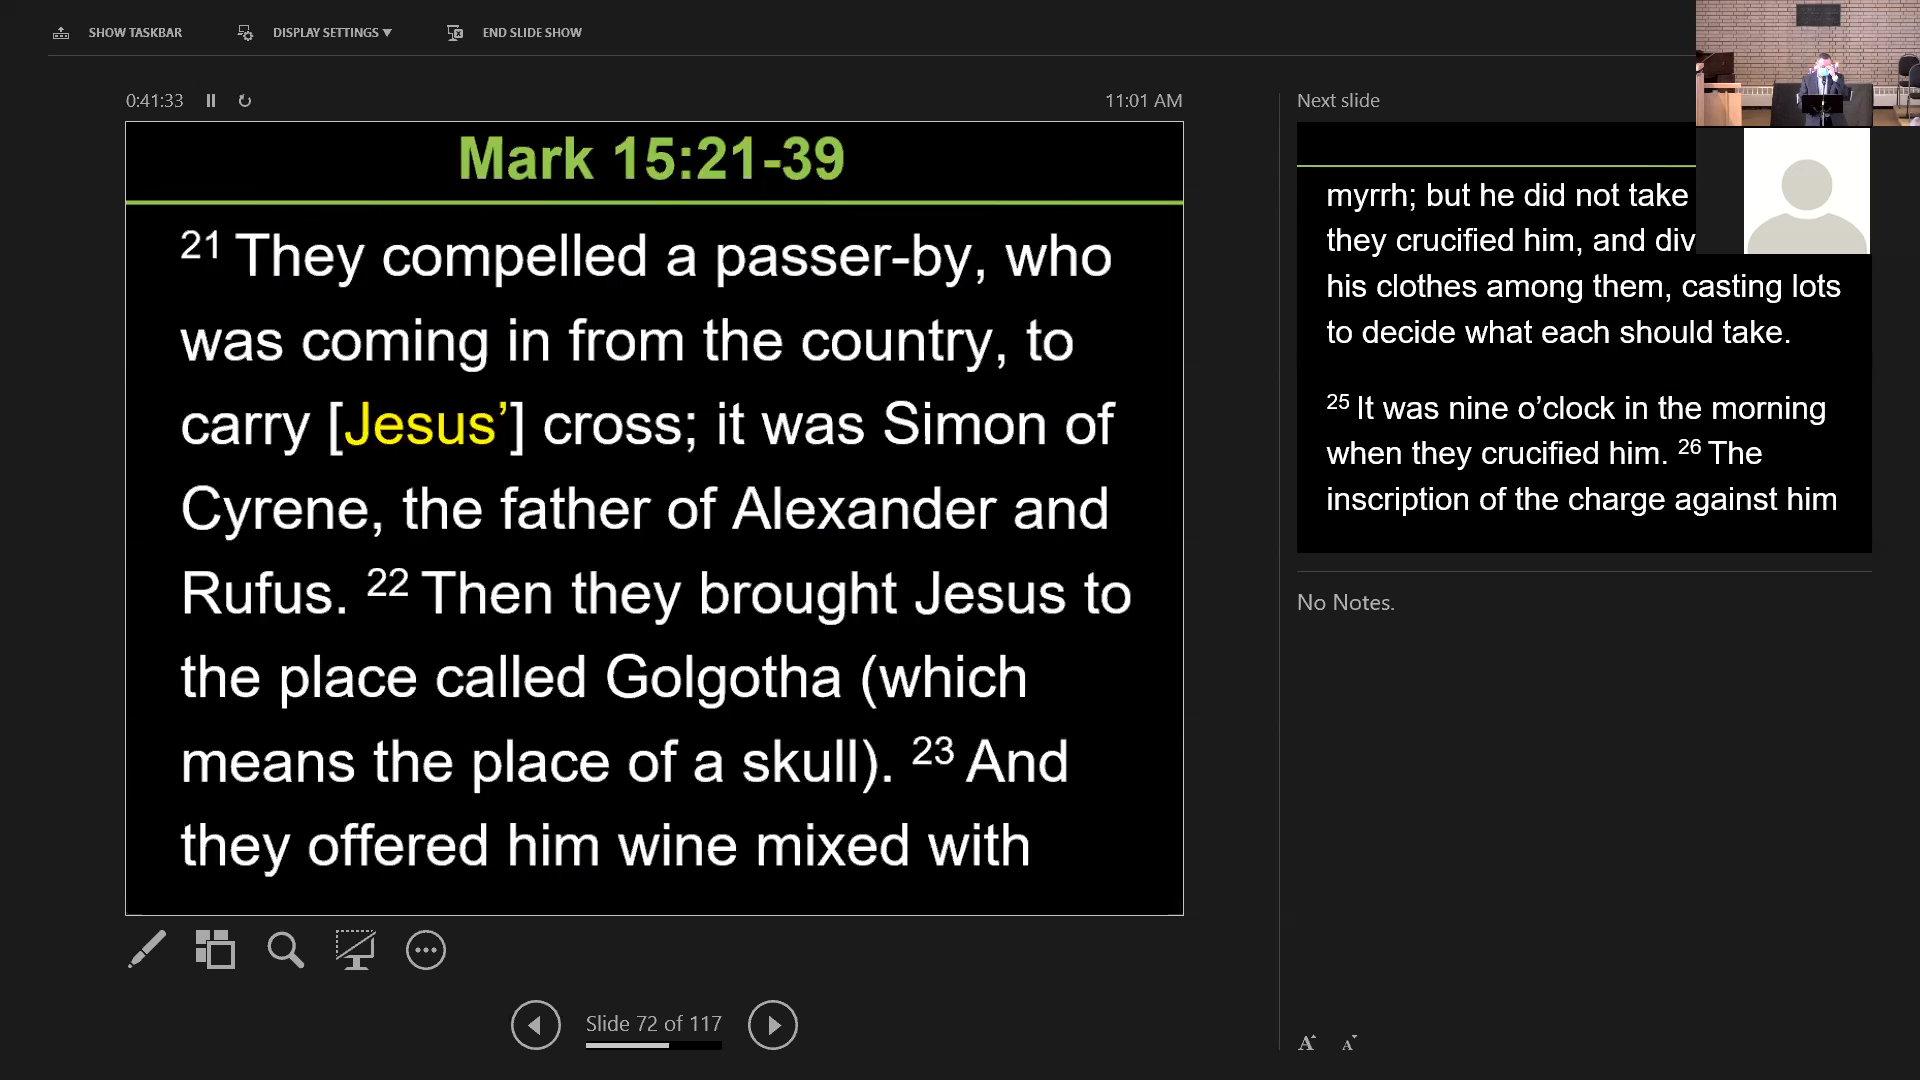 SHOW TASKBAR
DISPLAY SETTINGS ▼
END SLIDE SHOW
0:41:33
11:01 AM
Mark 15:21-39
21 They compelled a passer-by, who
was coming in from the country, to
carry [Jesus’] cross; it was Simon of
Cyrene, the father of Alexander and
Rufus. 22 Then they brought Jesus to
the place called Golgotha (which
means the place of a skull). 23 And
they offered him wine mixed with
Slide 72 of 117
Next slide
myrrh; but he did not take
they crucified him, and div
his clothes among them, casting lots
to decide what each should take.
25 It was nine o’clock in the morning
when they crucified him. 26 The
inscription of the charge against him
No Notes.
A A